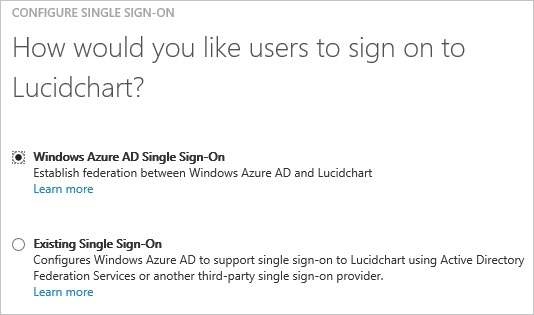 CONFIGURE SINGLE SIGN-ON
How would you like users to sign on to
Lucidchart?
Windows Azure AD Single Sign-On
Establish federation between Windows Azure AD and Lucidchart
Learn more
Existing Single Sign-On
Configures Windows Azure AD to support single sign-on to Lucidchart using Active Directory
Federation Services or another third-party single sign-on provider.
Learn more